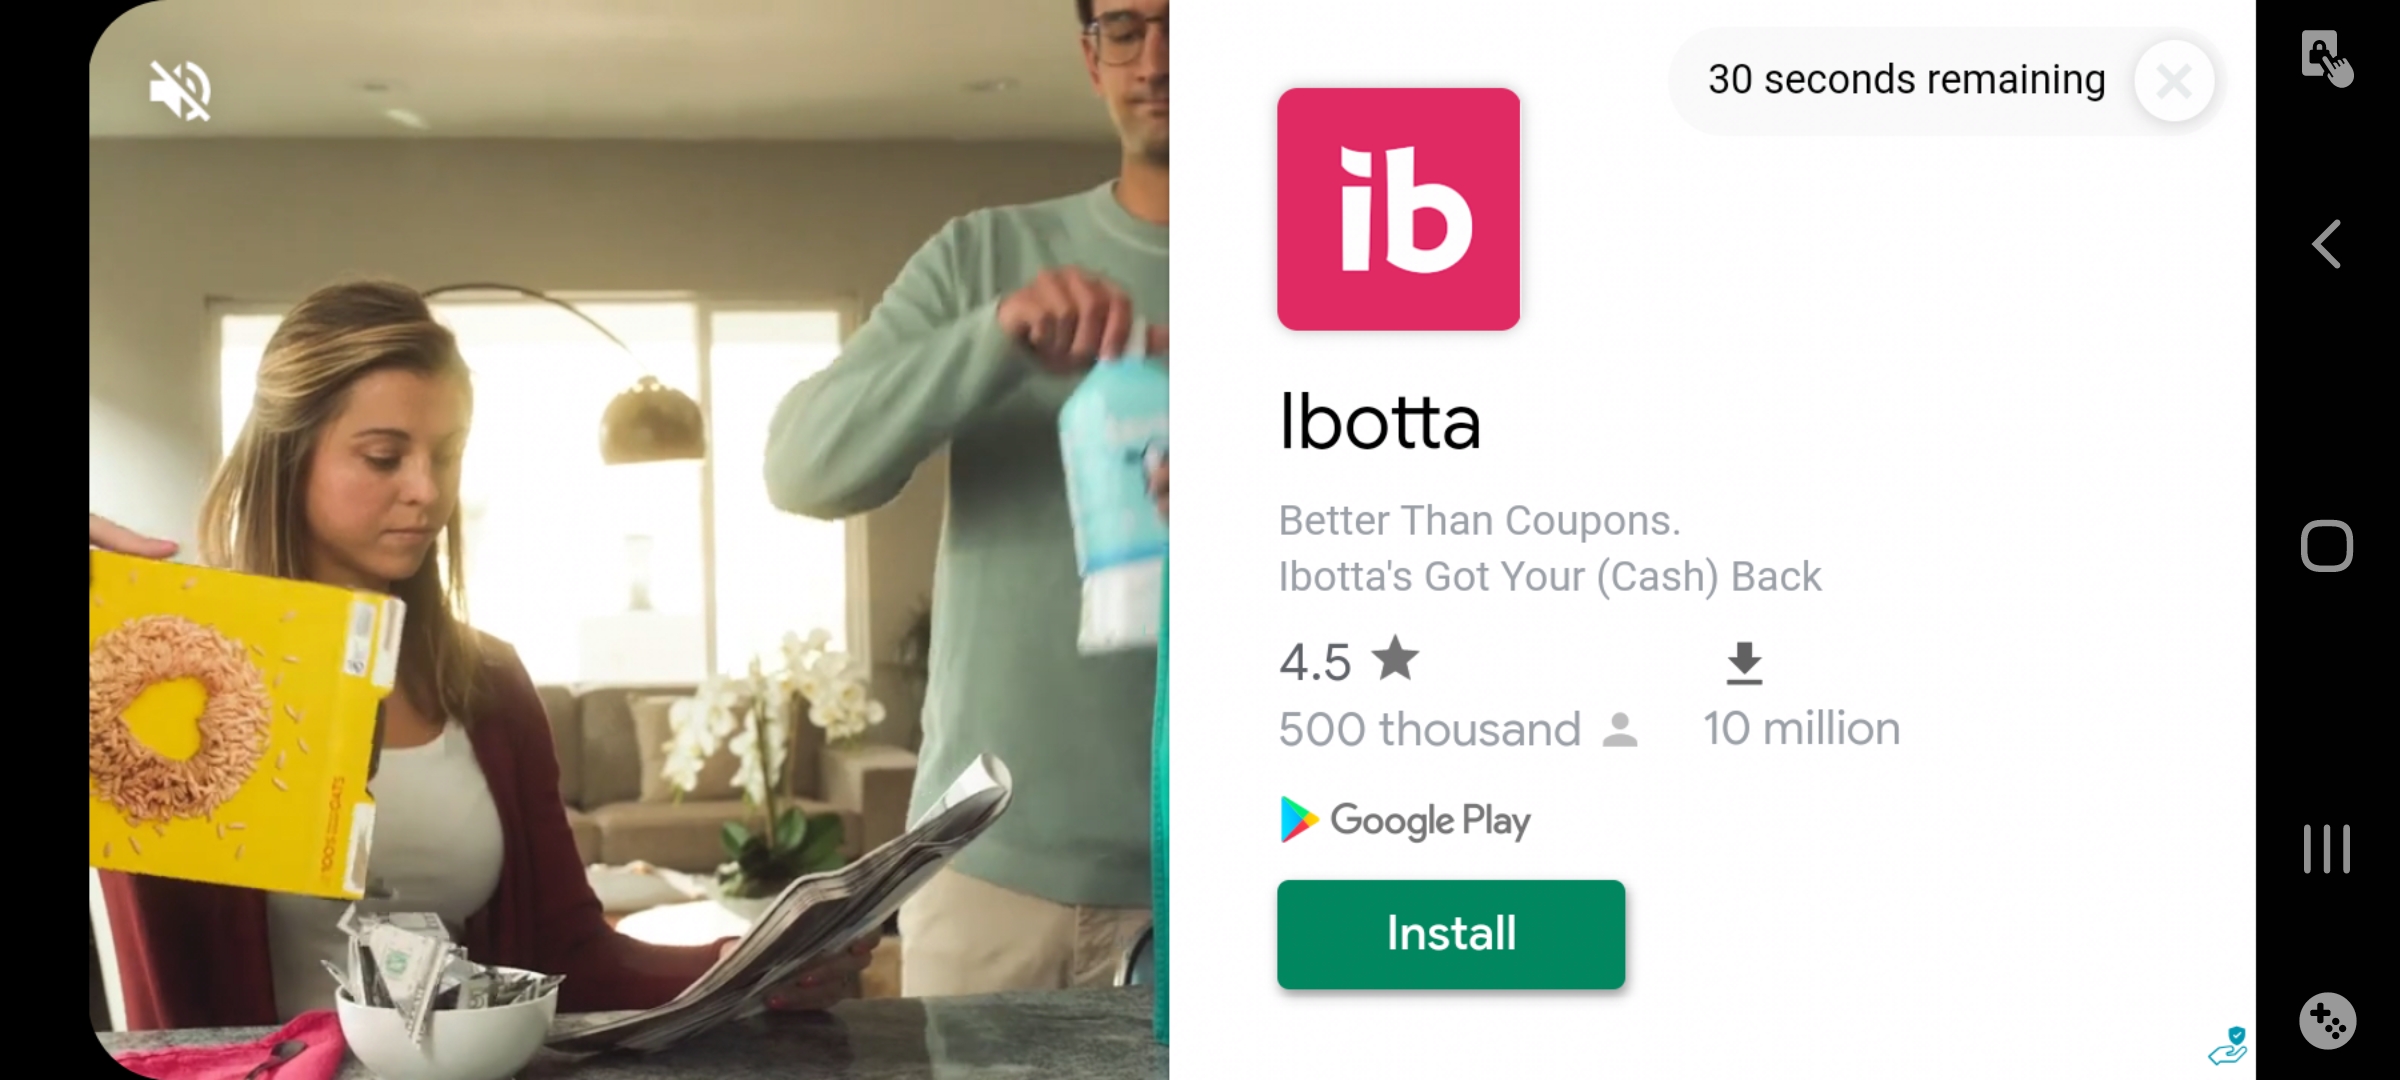 30 seconds remaining
ib
Ibotta
Better Than Coupons.
Ibotta's Got Your (Cash) Back
4.5
500 thousand
10 million
Google Play
Install